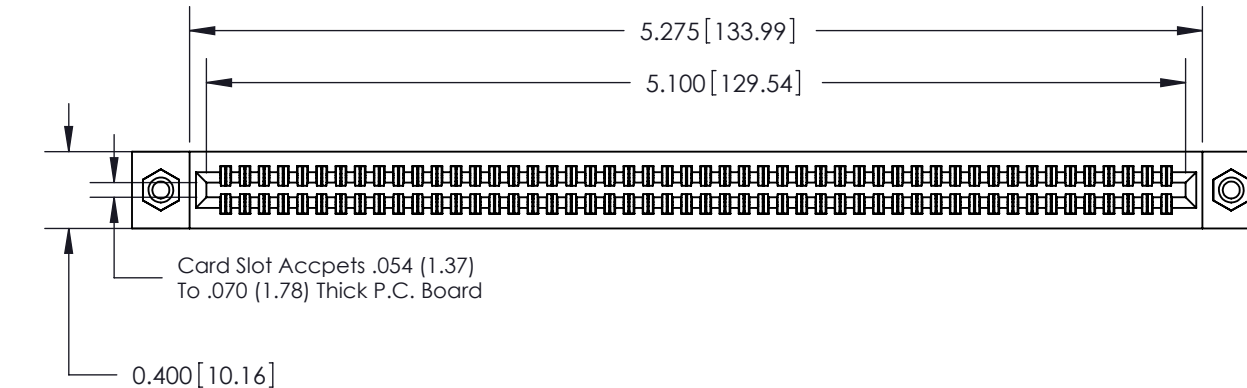 5.275[133.99]
5.100[129.54]
Card Slot Accpets .054 (1.37)
To .070 (1.78) Thick P.C. Board
0.400[10.16]